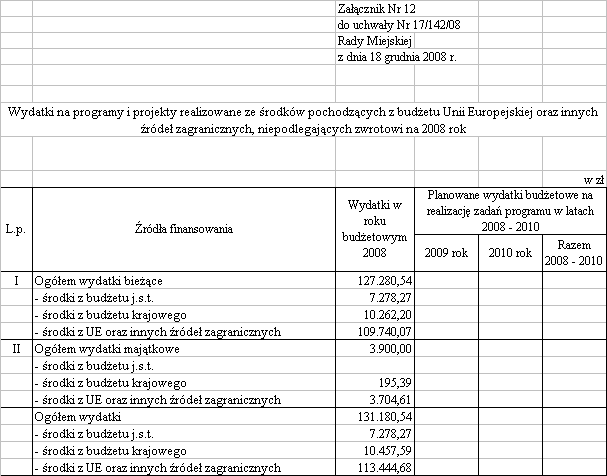 Załącznik Nr 12
do uchwały Nr 17/142/08
Rady Miejskiej
z dnia 18 grudnia 2008 r.
Wydatki na programy i projekty realizowane ze środków pochodzących z budżetu Unii Europejskiej oraz innych
źródeł zagranicznych, niepodlegających zwrotowi na 2008 rok
w zł
L.p. Źródła finansowania Wydatki w roku budżetowym 2008 Planowane wydatki budżetowe na realizację zadań programu w latach 2008 - 2010
2009 rok 2010 rok Razem 2008 - 2010
I Ogółem wydatki bieżące 127.280,54
- środki z budżetu j.s.t. 7.278,27
- środki z budżetu krajowego 10.262,20
- środki z UE oraz innych źródeł zagranicznych 109.740,07
II Ogółem wydatki majątkowe 3.900,00
- środki z budżetu j.s.t.
- środki z budżetu krajowego 195,39
- środki z UE oraz innych źródeł zagranicznych 3.704,61
Ogółem wydatki 131.180,54
- środki z budżetu j.s.t. 7.278,27
- środki z budżetu krajowego 10.457,59
- środki z UE oraz innych źródeł zagranicznych 113.444,68